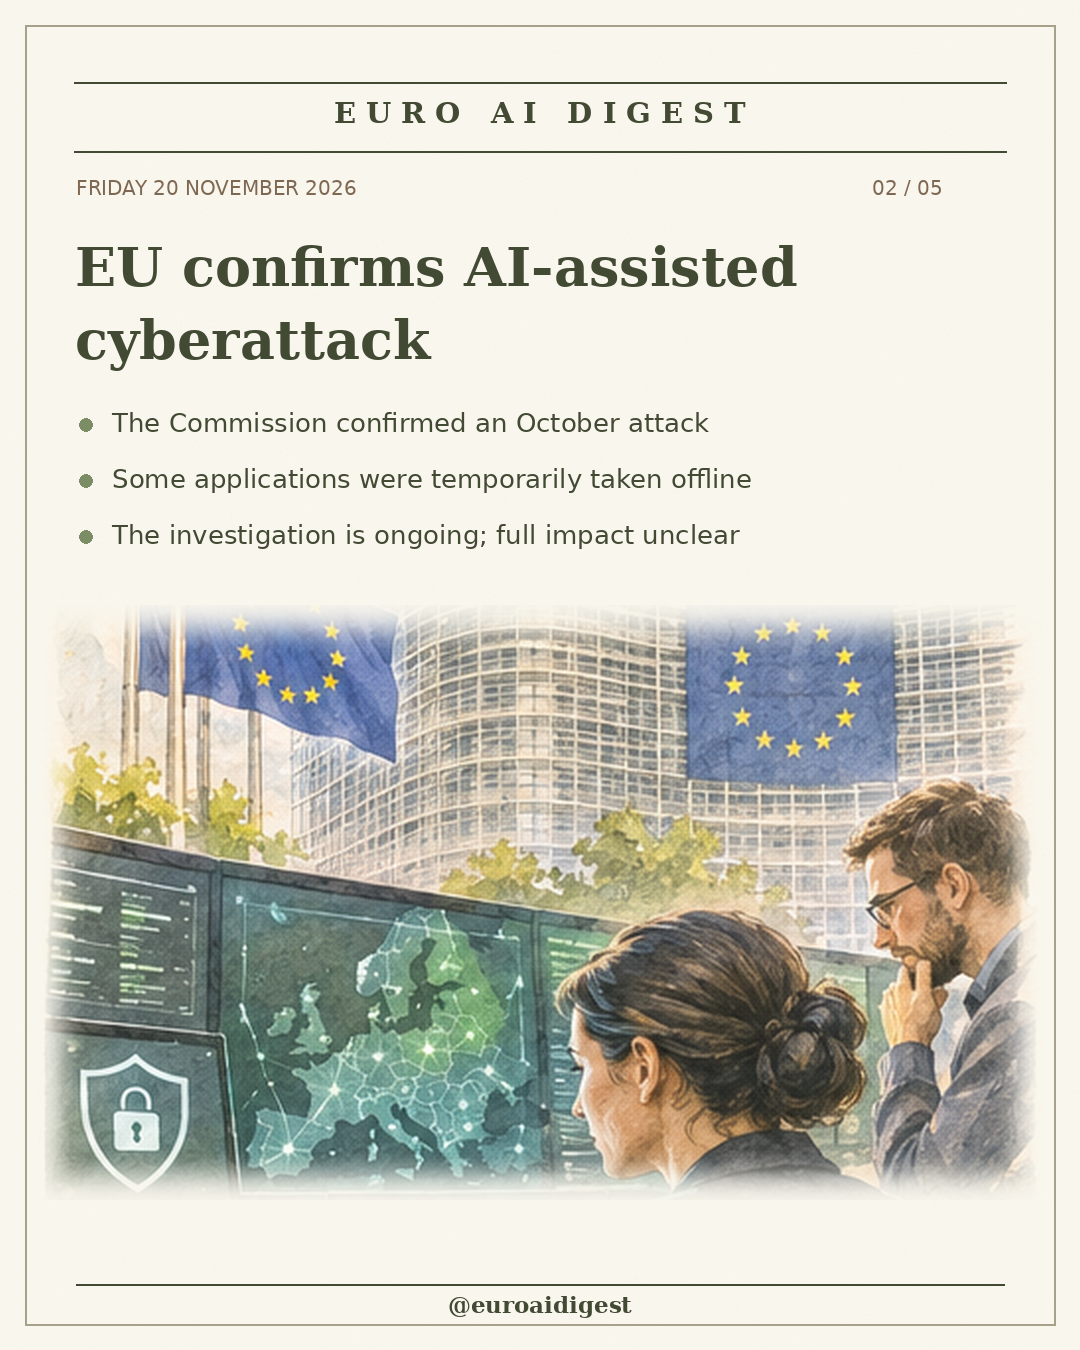 EURO AI DIGEST
FRIDAY 20 NOVEMBER 2026
02 / 05
EU confirms AI-assisted
cyberattack
The Commission confirmed an October attack
Some applications were temporarily taken offline
The investigation is ongoing; full impact unclear
@euroaidigest